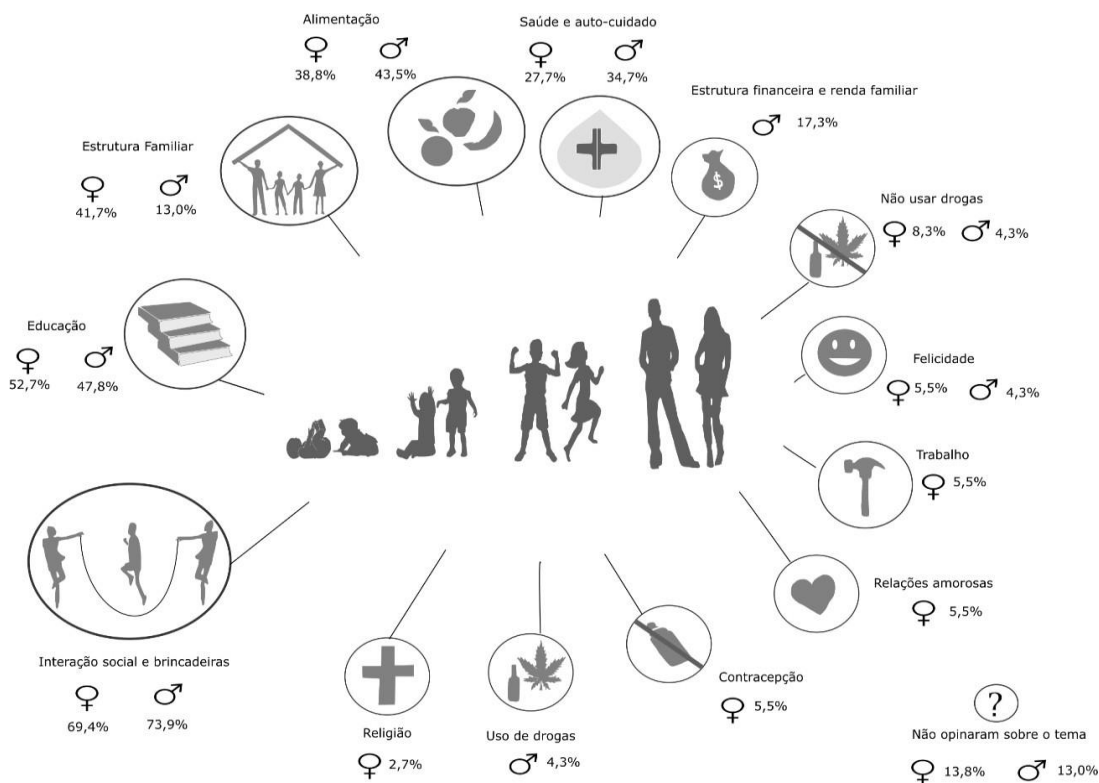 Alimentação
♀ ♂
38,8% 43,5%
Saúde e auto-cuidado
♀ ♂
27,7% 34,7%
Estrutura financeira e renda familiar
♂ 17,3%
$
Estrutura Familiar
♀ ♂
41,7% 13,0%
Não usar drogas
♀ 8,3% ♂ 4,3%
Educação
♀ ♂
52,7% 47,8%
Felicidade
♀ 5,5% ♂ 4,3%
Trabalho
♀ 5,5%
Relações amorosas
♀ 5,5%
Interação social e brincadeiras
♀ ♂
69,4% 73,9%
Religião
♀ 2,7%
Uso de drogas
♂ 4,3%
Contracepção
♀ 5,5%
?
Não opinaram sobre o tema
♀ 13,8% ♂ 13,0%